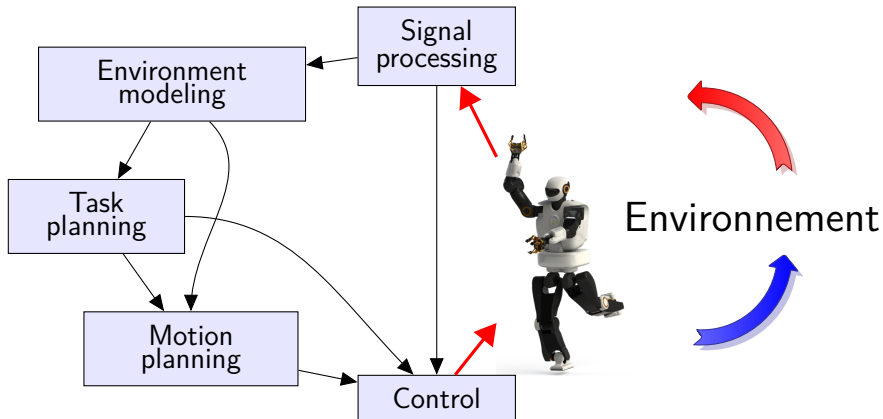 Signal
processing
Environment
modeling
Task
planning
Environnement
Motion
planning
Control